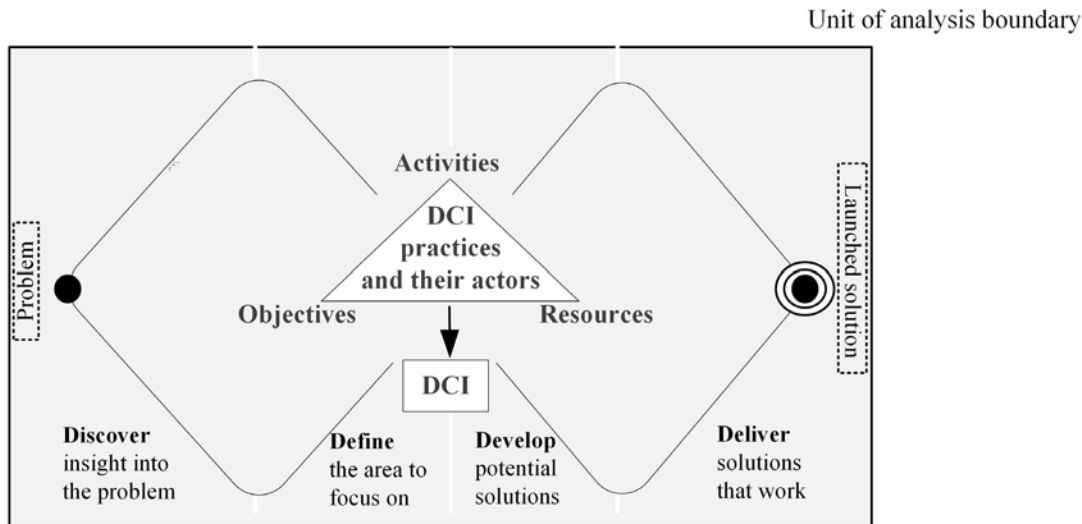 Unit of analysis boundary
Activities
DCI
practices
and their actors
Objectives
Resources
DCI
Problem
Launched solution
Discover
insight into
the problem
Define
the area to
focus on
Develop
potential
solutions
Deliver
solutions
that work